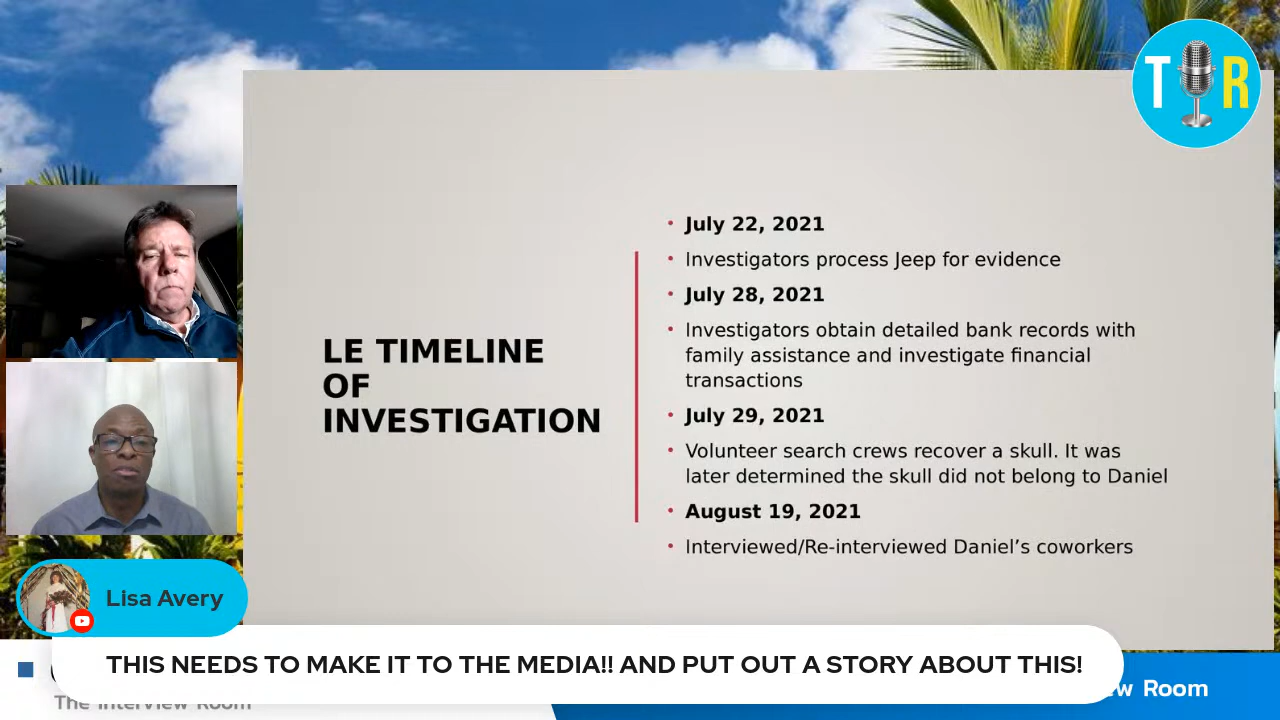 T R
LE TIMELINE
OF
INVESTIGATION
• July 22, 2021
• Investigators process Jeep for evidence
• July 28, 2021
• Investigators obtain detailed bank records with
family assistance and investigate financial
transactions
• July 29, 2021
• Volunteer search crews recover a skull. It was
later determined the skull did not belong to Daniel
• August 19, 2021
• Interviewed/Re-interviewed Daniel’s coworkers
Lisa Avery
THIS NEEDS TO MAKE IT TO THE MEDIA!! AND PUT OUT A STORY ABOUT THIS!
The Interview Room
Room